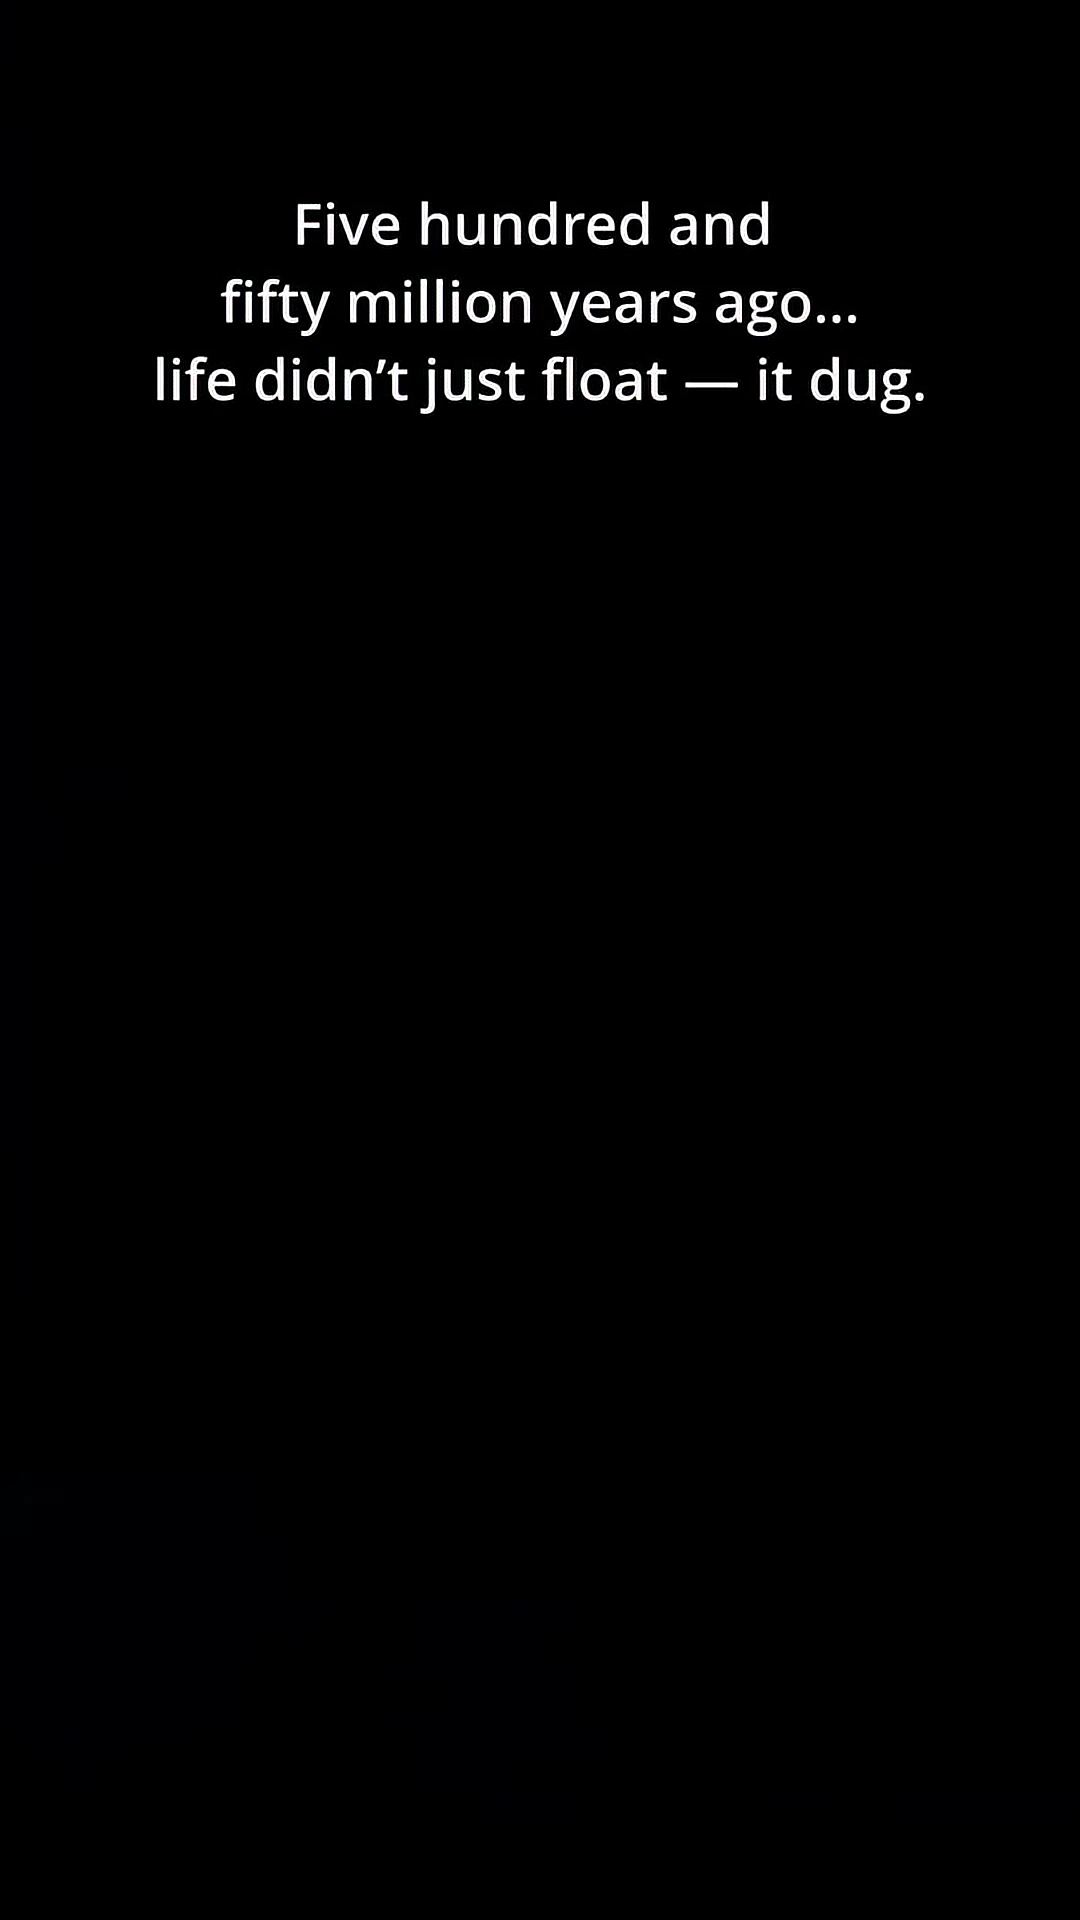 Five hundred and
fifty million years ago...
life didn’t just float — it dug.